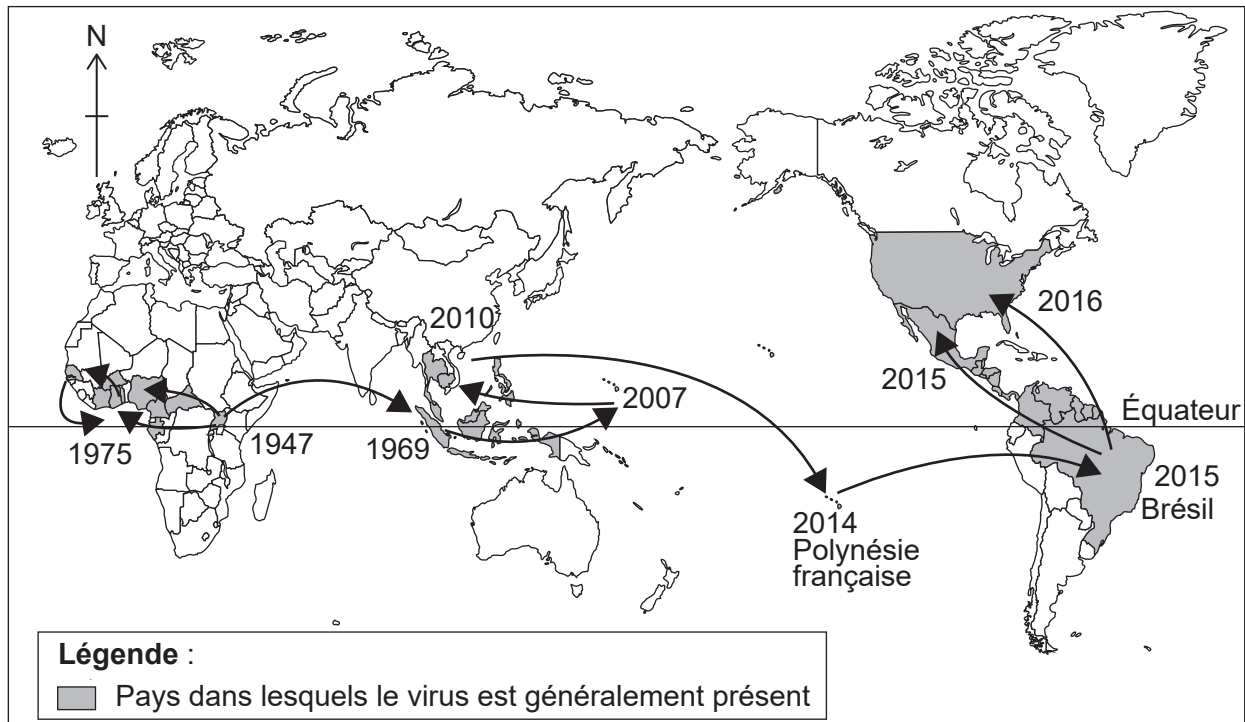 N
2010
2016
2015
2007
Équateur
1975
1947
1969
2015
Brésil
2014
Polynésie
française
Légende :
Pays dans lesquels le virus est généralement présent